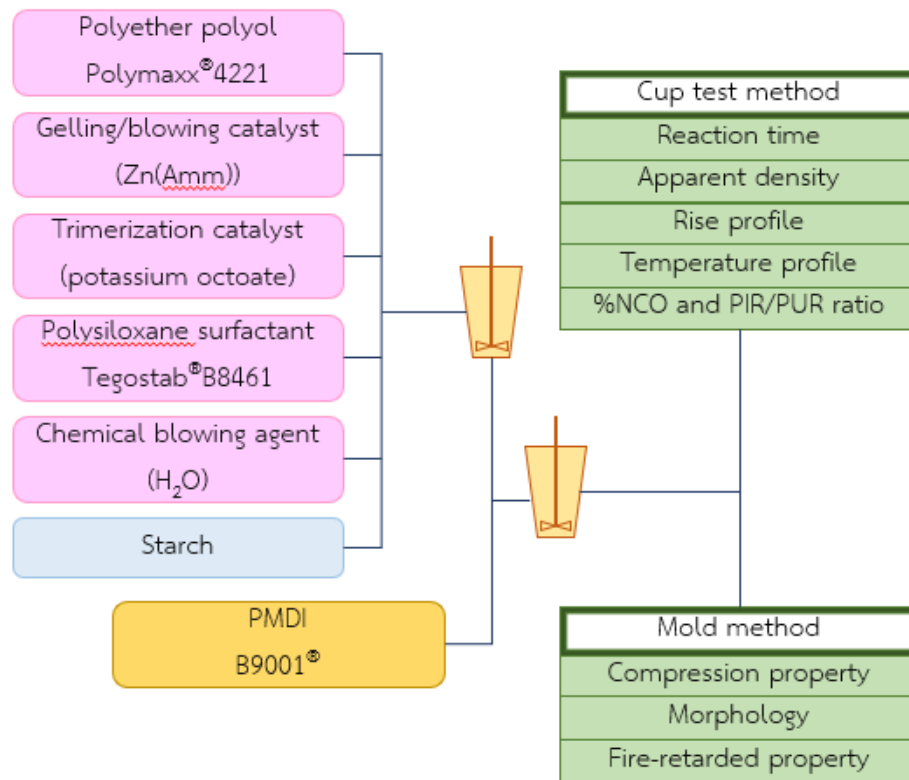 Polyether polyol
Polymaxx®4221
Gelling/blowing catalyst
(Zn(Amm))
Trimerization catalyst
(potassium octoate)
Polysiloxane surfactant
Tegostab®B8461
Chemical blowing agent
(H₂O)
Starch
PMDI
B9001®
Cup test method
Reaction time
Apparent density
Rise profile
Temperature profile
%NCO and PIR/PUR ratio
Mold method
Compression property
Morphology
Fire-retarded property